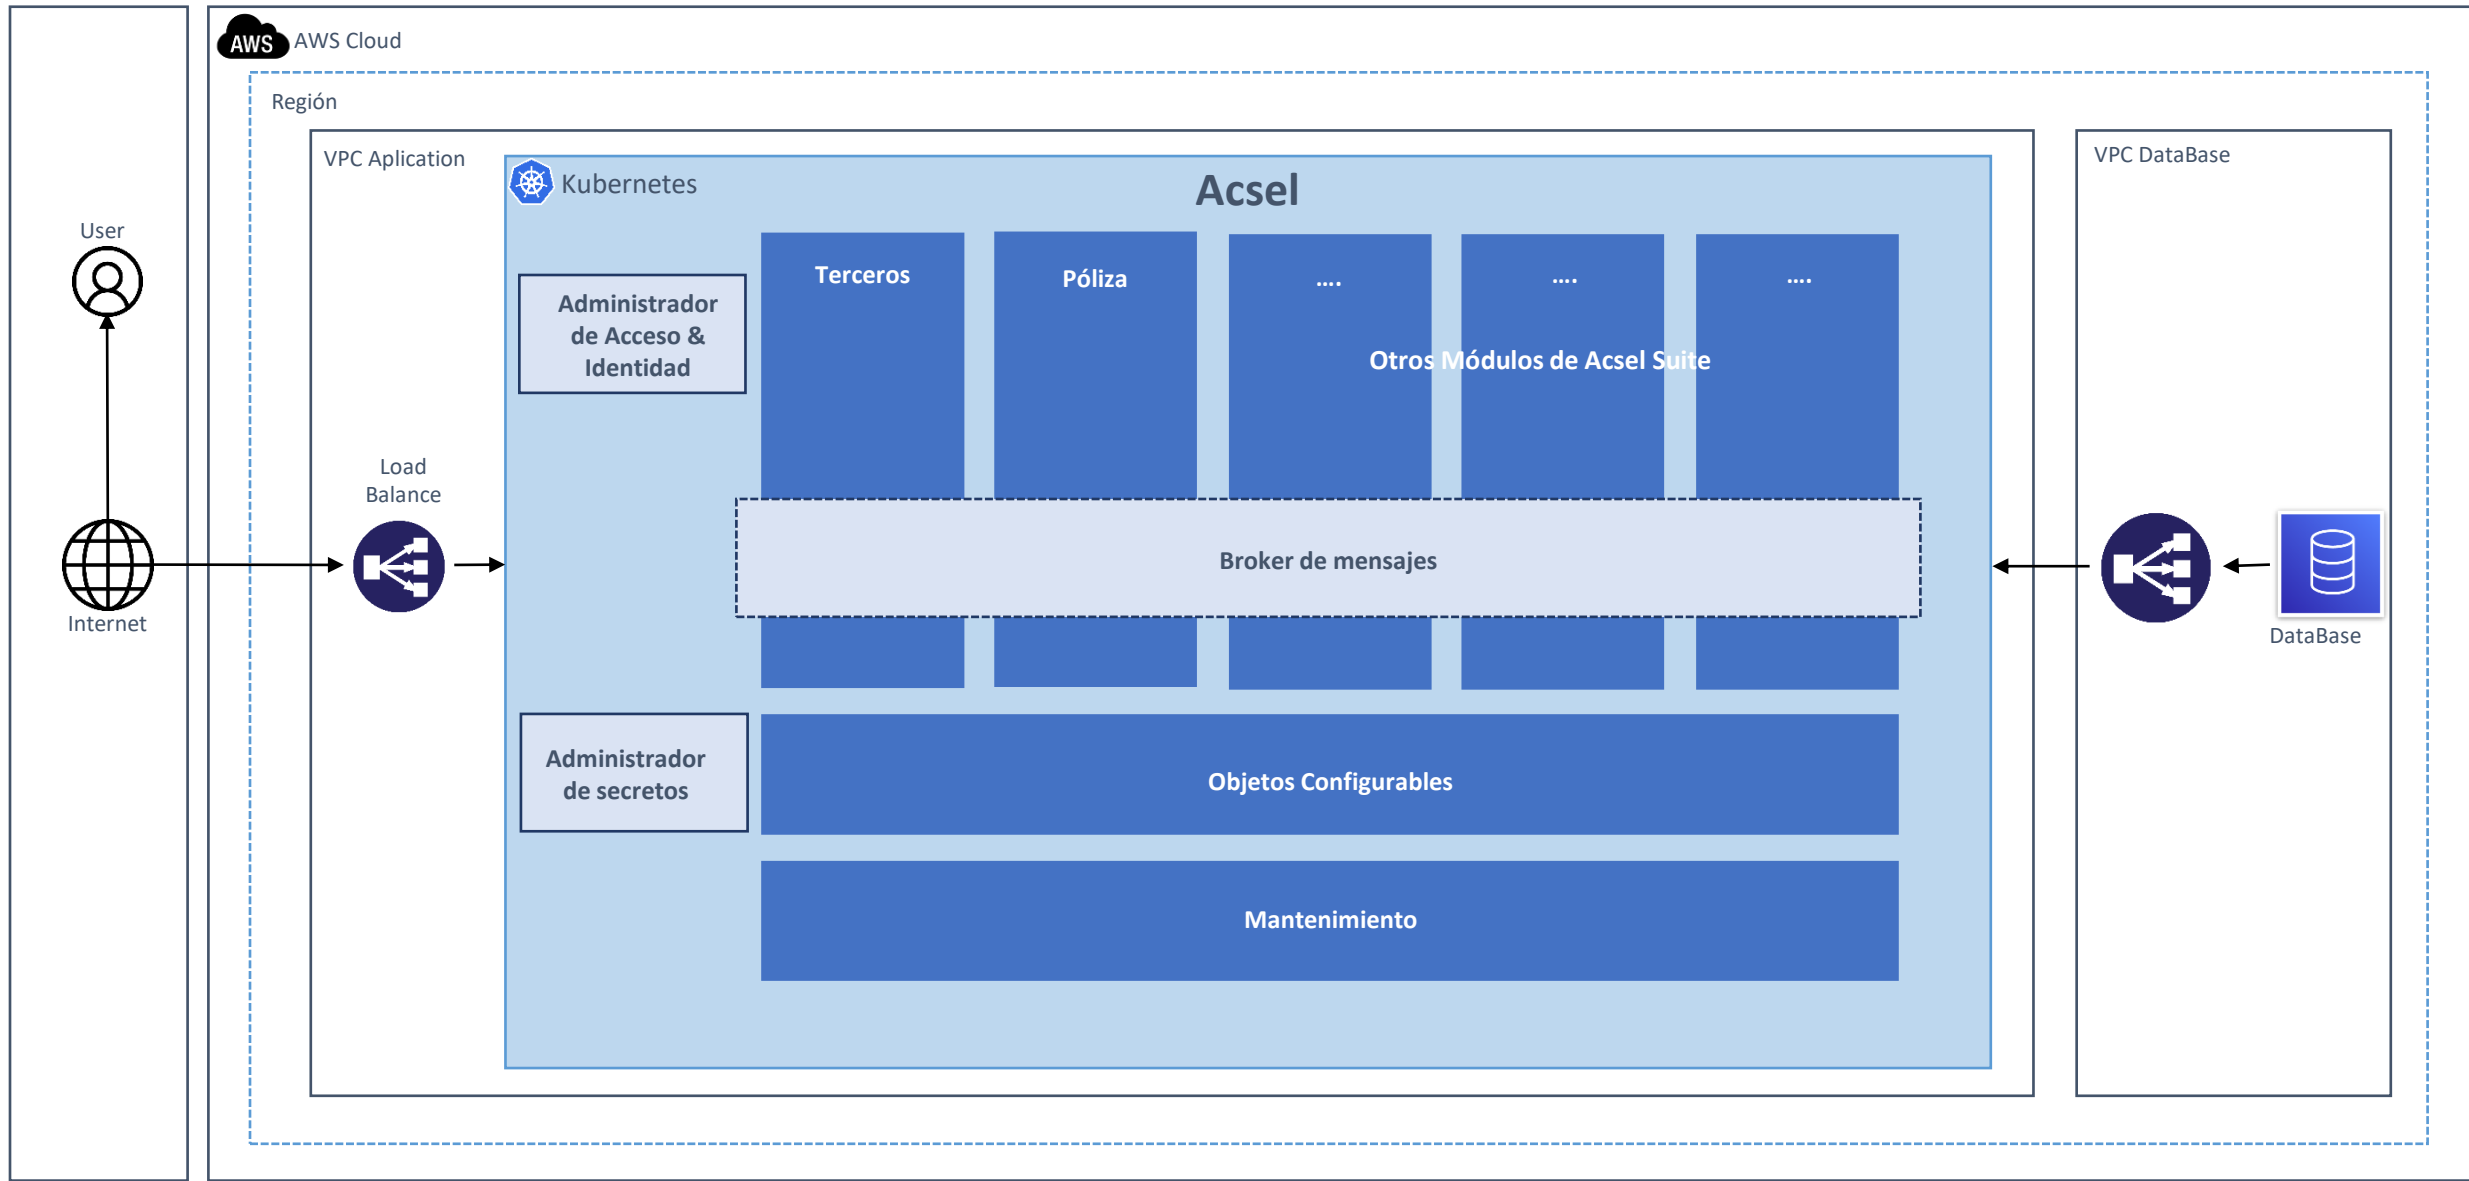 AWS
AWS Cloud
Región
VPC Aplication
VPC DataBase
Kubernetes
Acsel
User
Terceros
Póliza
....
....
....
Administrador
de Acceso &
Identidad
Otros Módulos de Acsel Suite
Load
Balance
Broker de mensajes
Internet
DataBase
Administrador
de secretos
Objetos Configurables
Mantenimiento